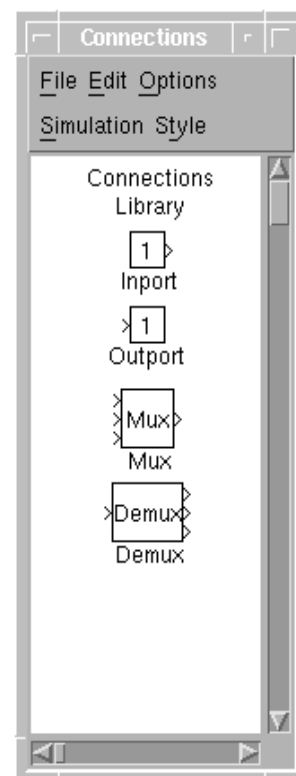 Connections
File Edit Options
Simulation Style
Connections
Library
1
Inport
1
Outport
Mux
Mux
Demux
Demux